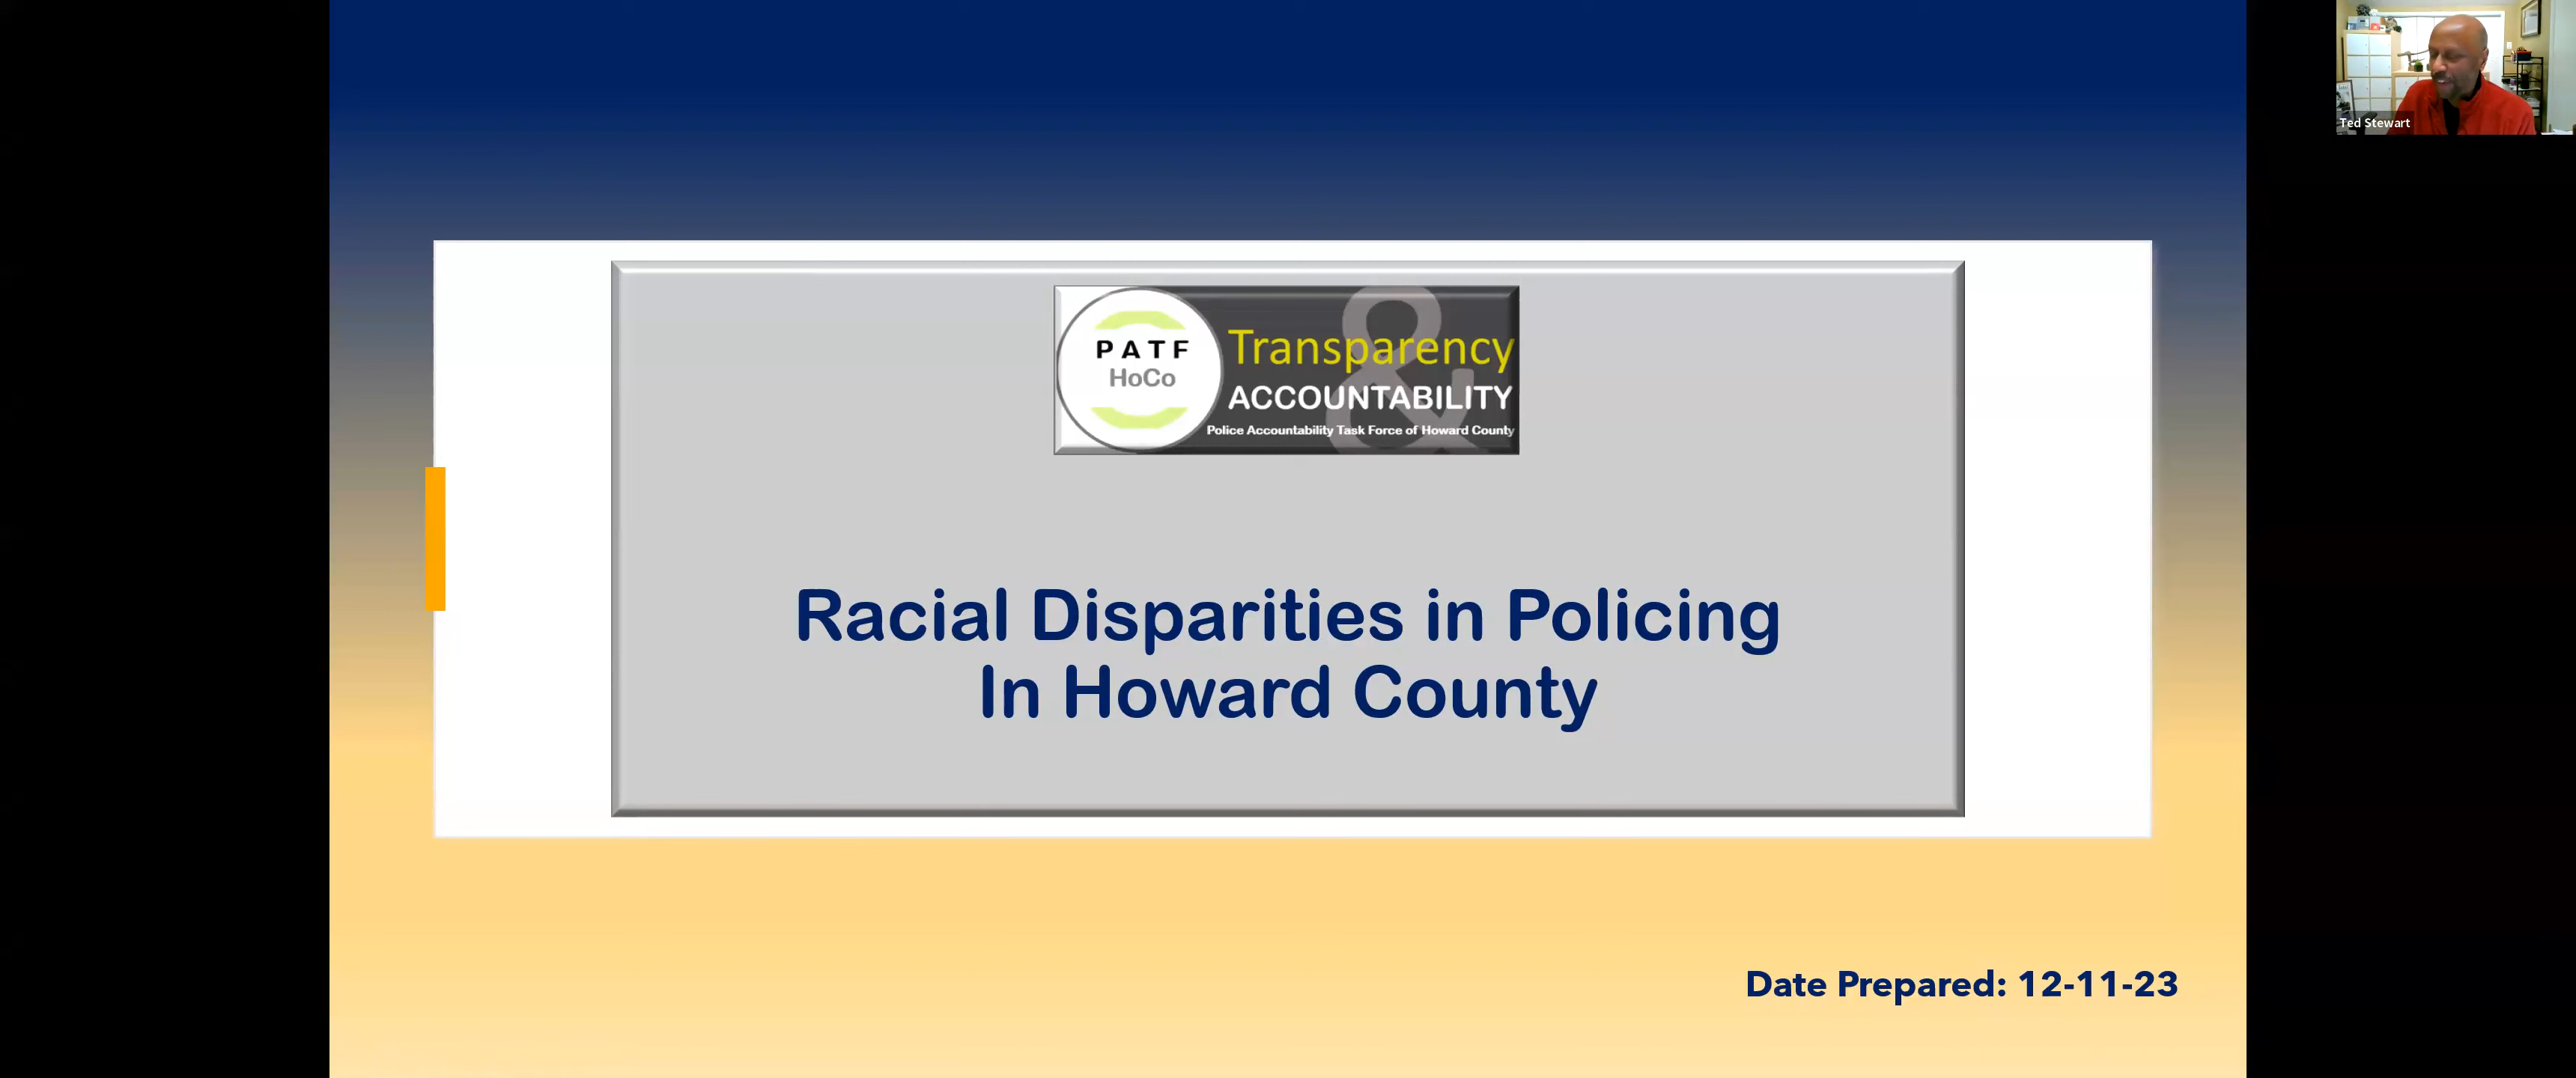 Ted Stewart
P A T F
HoCo
&
Transparency
ACCOUNTABILITY
Police Accountability Task Force of Howard County
Racial Disparities in Policing
In Howard County
Date Prepared: 12-11-23